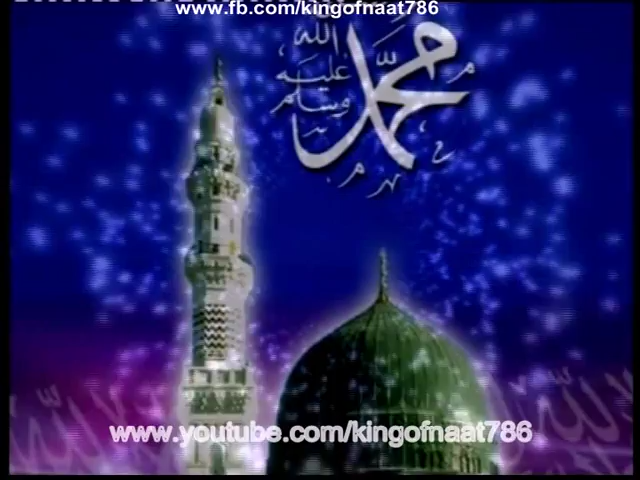 www.fb.com/kingofnaat786
محمد
صلى الله
عليه
وسلم
www.youtube.com/kingofnaat786
الله